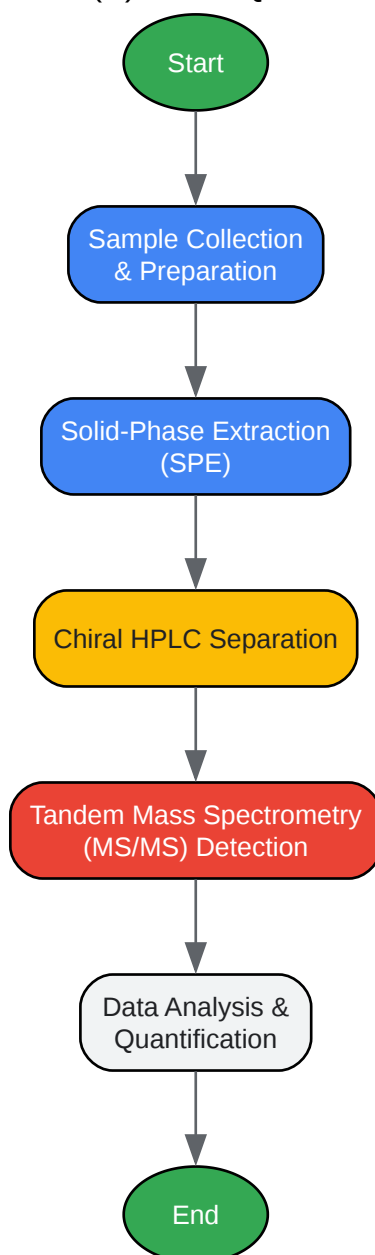 Start
Sample Collection
& Preparation
Solid-Phase Extraction
(SPE)
Chiral HPLC Separation
Tandem Mass Spectrometry
(MS/MS) Detection
Data Analysis &
Quantification
End